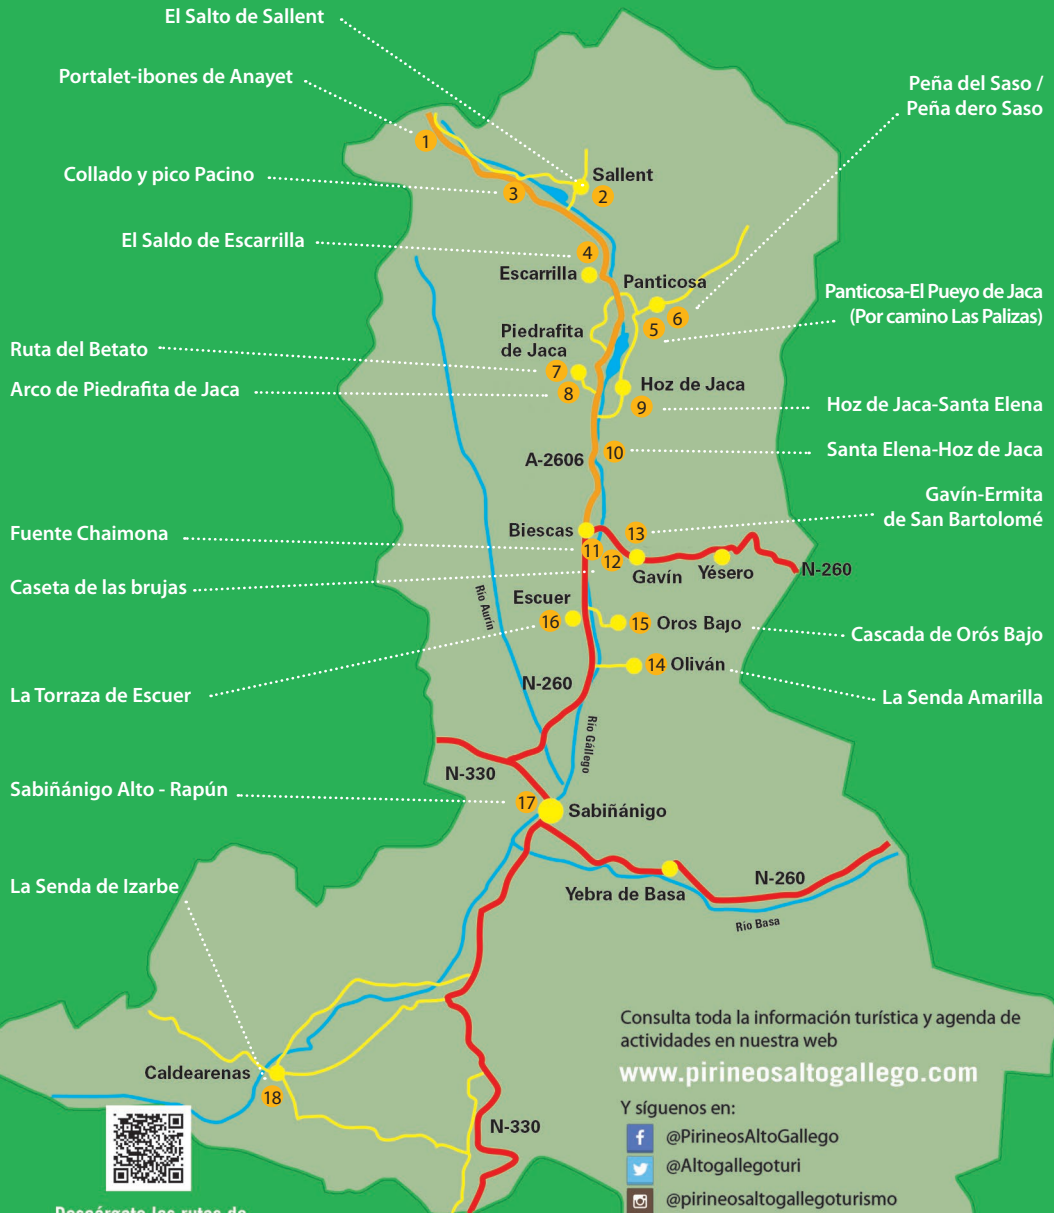 El Salto de Sallent
Portalet-ibones de Anayet
Peña del Saso /
Peña dero Saso
1
Collado y pico Pacino
3
Sallent
2
El Saldo de Escarrilla
4
Escarrilla
Panticosa
5
6
Panticosa-El Pueyo de Jaca
(Por camino Las Palizas)
Piedrafita
de Jaca
Ruta del Betato
7
Arco de Piedrafita de Jaca
8
Hoz de Jaca
9
Hoz de Jaca-Santa Elena
A-2606
10
Santa Elena-Hoz de Jaca
Gavín-Ermita
de San Bartolomé
Fuente Chaimona
Biescas
13
11
12
Gavín
Yésero
N-260
Caseta de las brujas
Río Aurín
Escuer
16
15
Oros Bajo
Cascada de Orós Bajo
14
Oliván
La Torraza de Escuer
N-260
La Senda Amarilla
Río Gállego
N-330
Sabiñánigo Alto - Rapún
17
Sabiñánigo
La Senda de Izarbe
Yebra de Basa
N-260
Río Basa
Caldearenas
18
N-330
Consulta toda la información turística y agenda de
actividades en nuestra web
www.pirineosaltogallego.com
Y síguenos en:
@PirineosAltoGallego
@Altogallegoturi
@pirineosaltogallegoturismo
Descárgate las rutas de